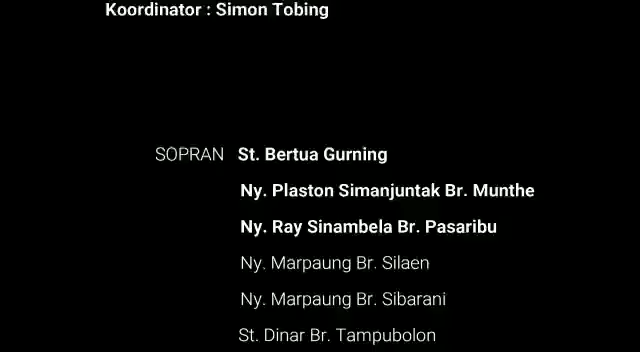 Koordinator : Simon Tobing
SOPRAN St. Bertua Gurning
Ny. Plaston Simanjuntak Br. Munthe
Ny. Ray Sinambela Br. Pasaribu
Ny. Marpaung Br. Silaen
Ny. Marpaung Br. Sibarani
St. Dinar Br. Tampubolon